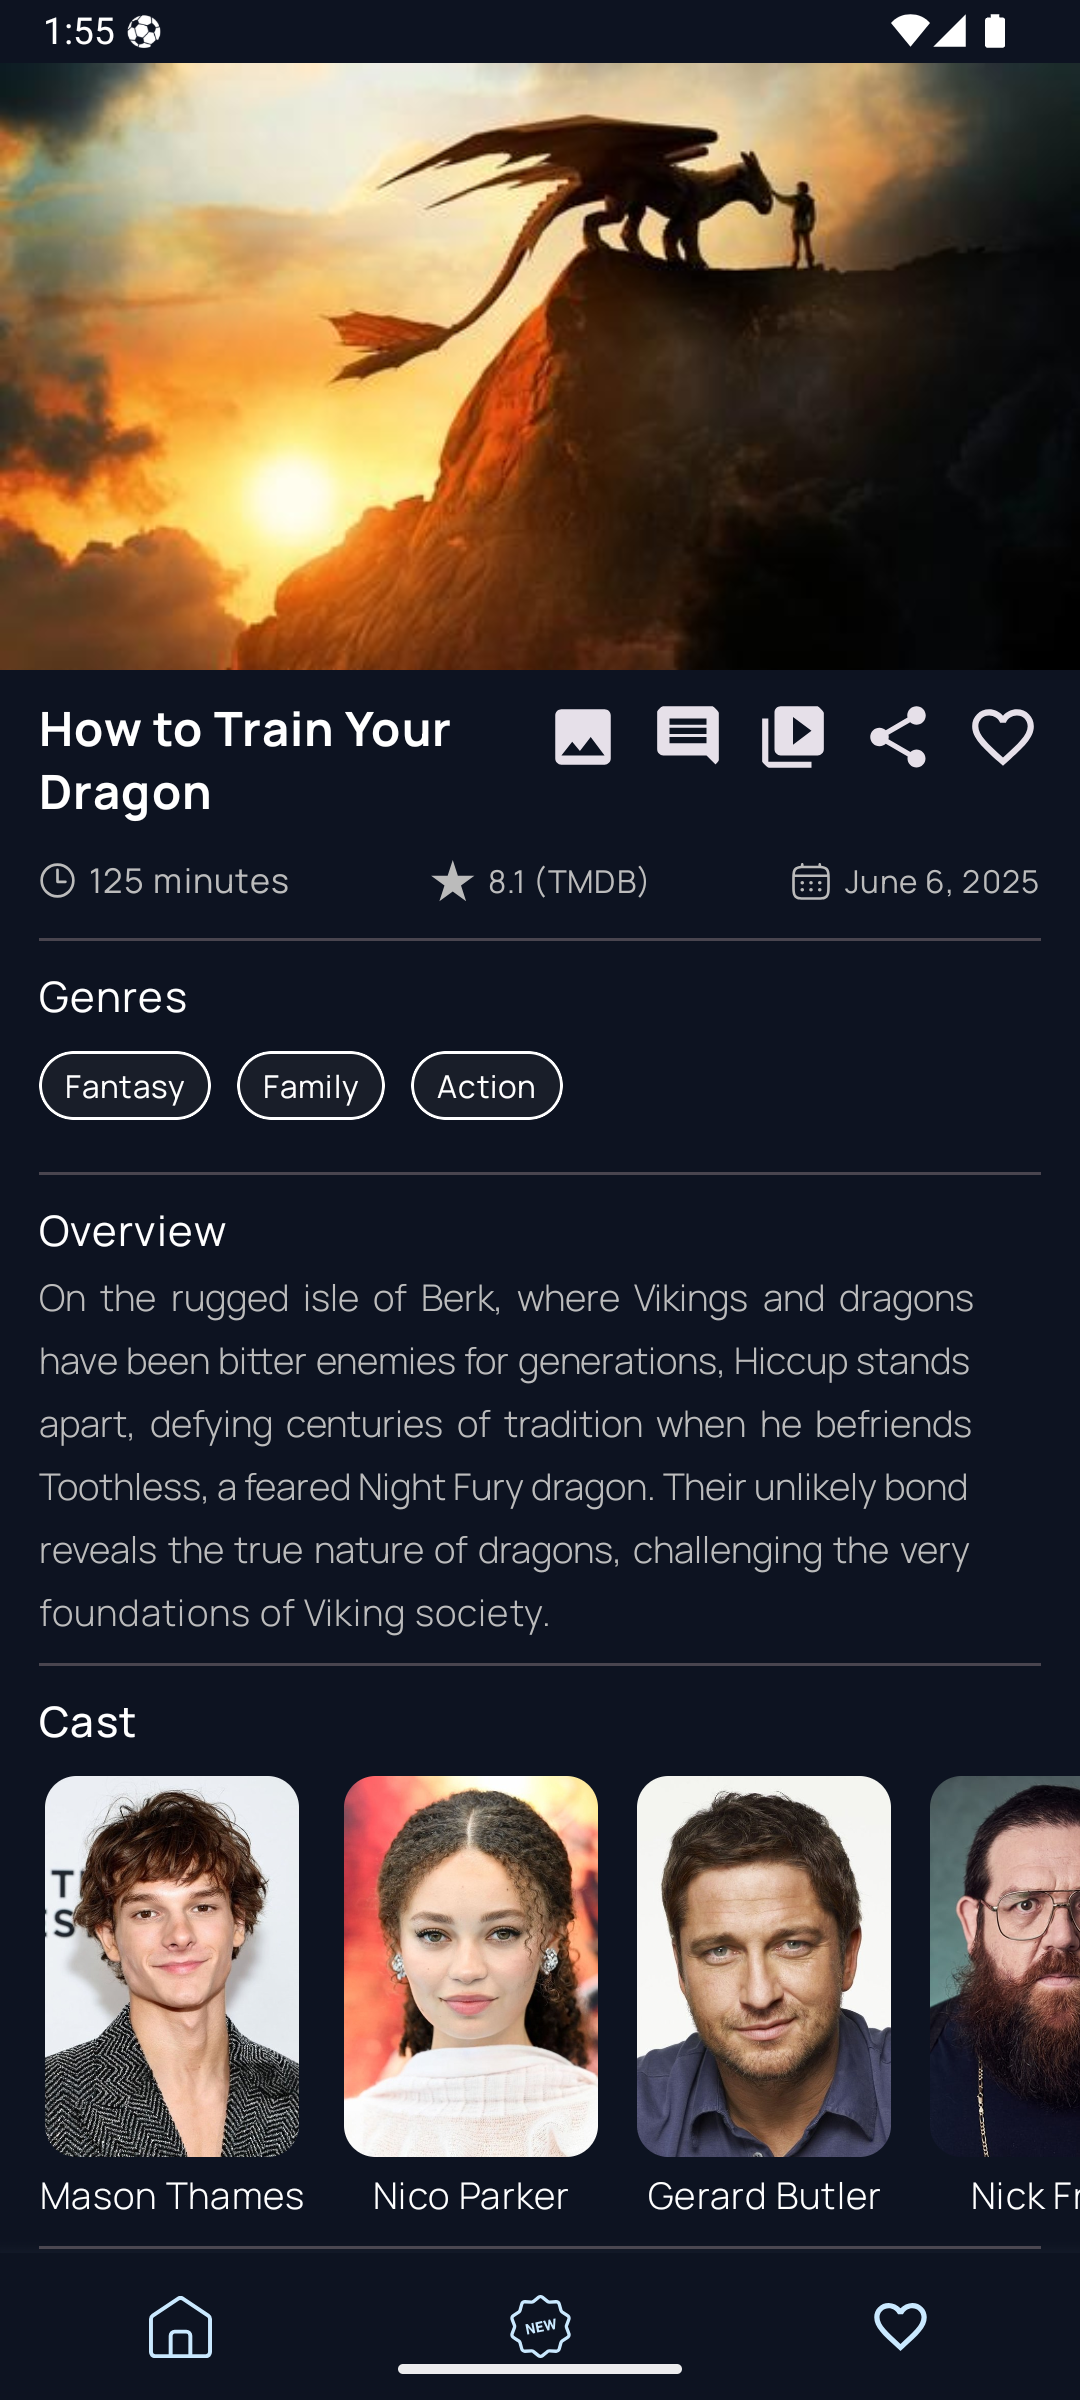 1:55
How to Train Your
Dragon
125 minutes
8.1 (TMDB)
June 6, 2025
Genres
Fantasy
Family
Action
Overview
On the rugged isle of Berk, where Vikings and dragons
have been bitter enemies for generations, Hiccup stands
apart, defying centuries of tradition when he befriends
Toothless, a feared Night Fury dragon. Their unlikely bond
reveals the true nature of dragons, challenging the very
foundations of Viking society.
Cast
Mason Thames
Nico Parker
Gerard Butler
Nick Fr
NEW